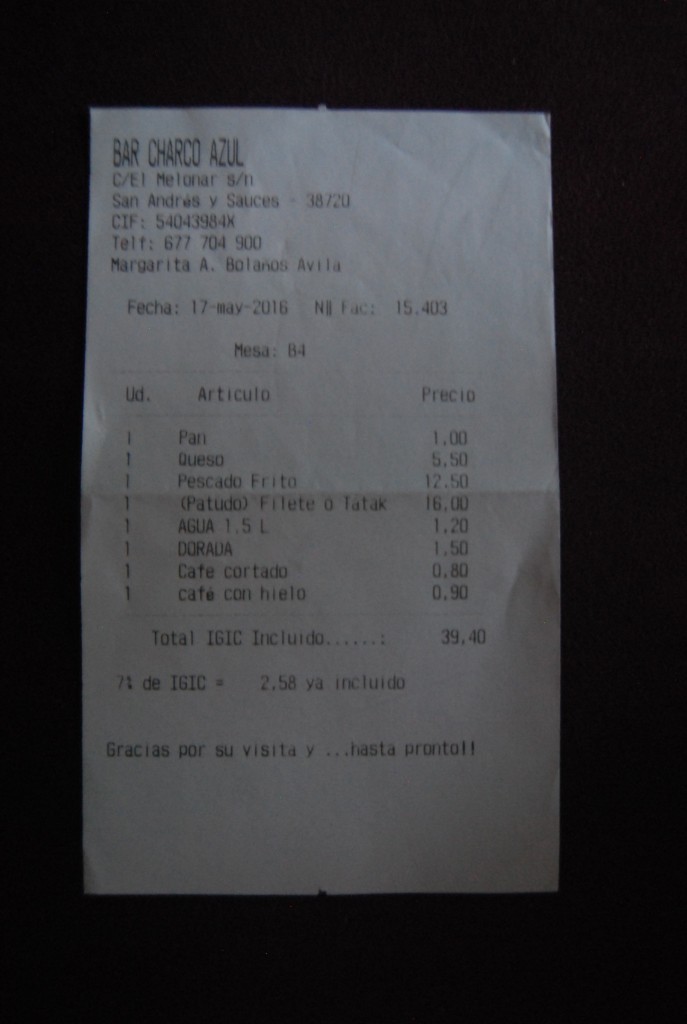 BAR CHARCO AZUL
C/El Melonar s/n
San Andrés y Sauces - 38720
CIF: 54043984X
Telf: 677 704 900
Margarita A. Bolaños Avila
Fecha: 17-may-2016 Nº Fac: 15.403
Mesa: B4
Ud. Articulo Precio
1 Pan 1,00
1 Queso 5,50
1 Pescado Frito 12,50
1 (Patudo) Filete o Tatak 16,00
1 AGUA 1.5 L 1,20
1 DORADA 1,50
1 Cafe cortado 0,80
1 café con hielo 0,90
Total IGIC Incluido......: 39,40
7% de IGIC = 2,58 ya incluido
Gracias por su visita y ...hasta pronto!!